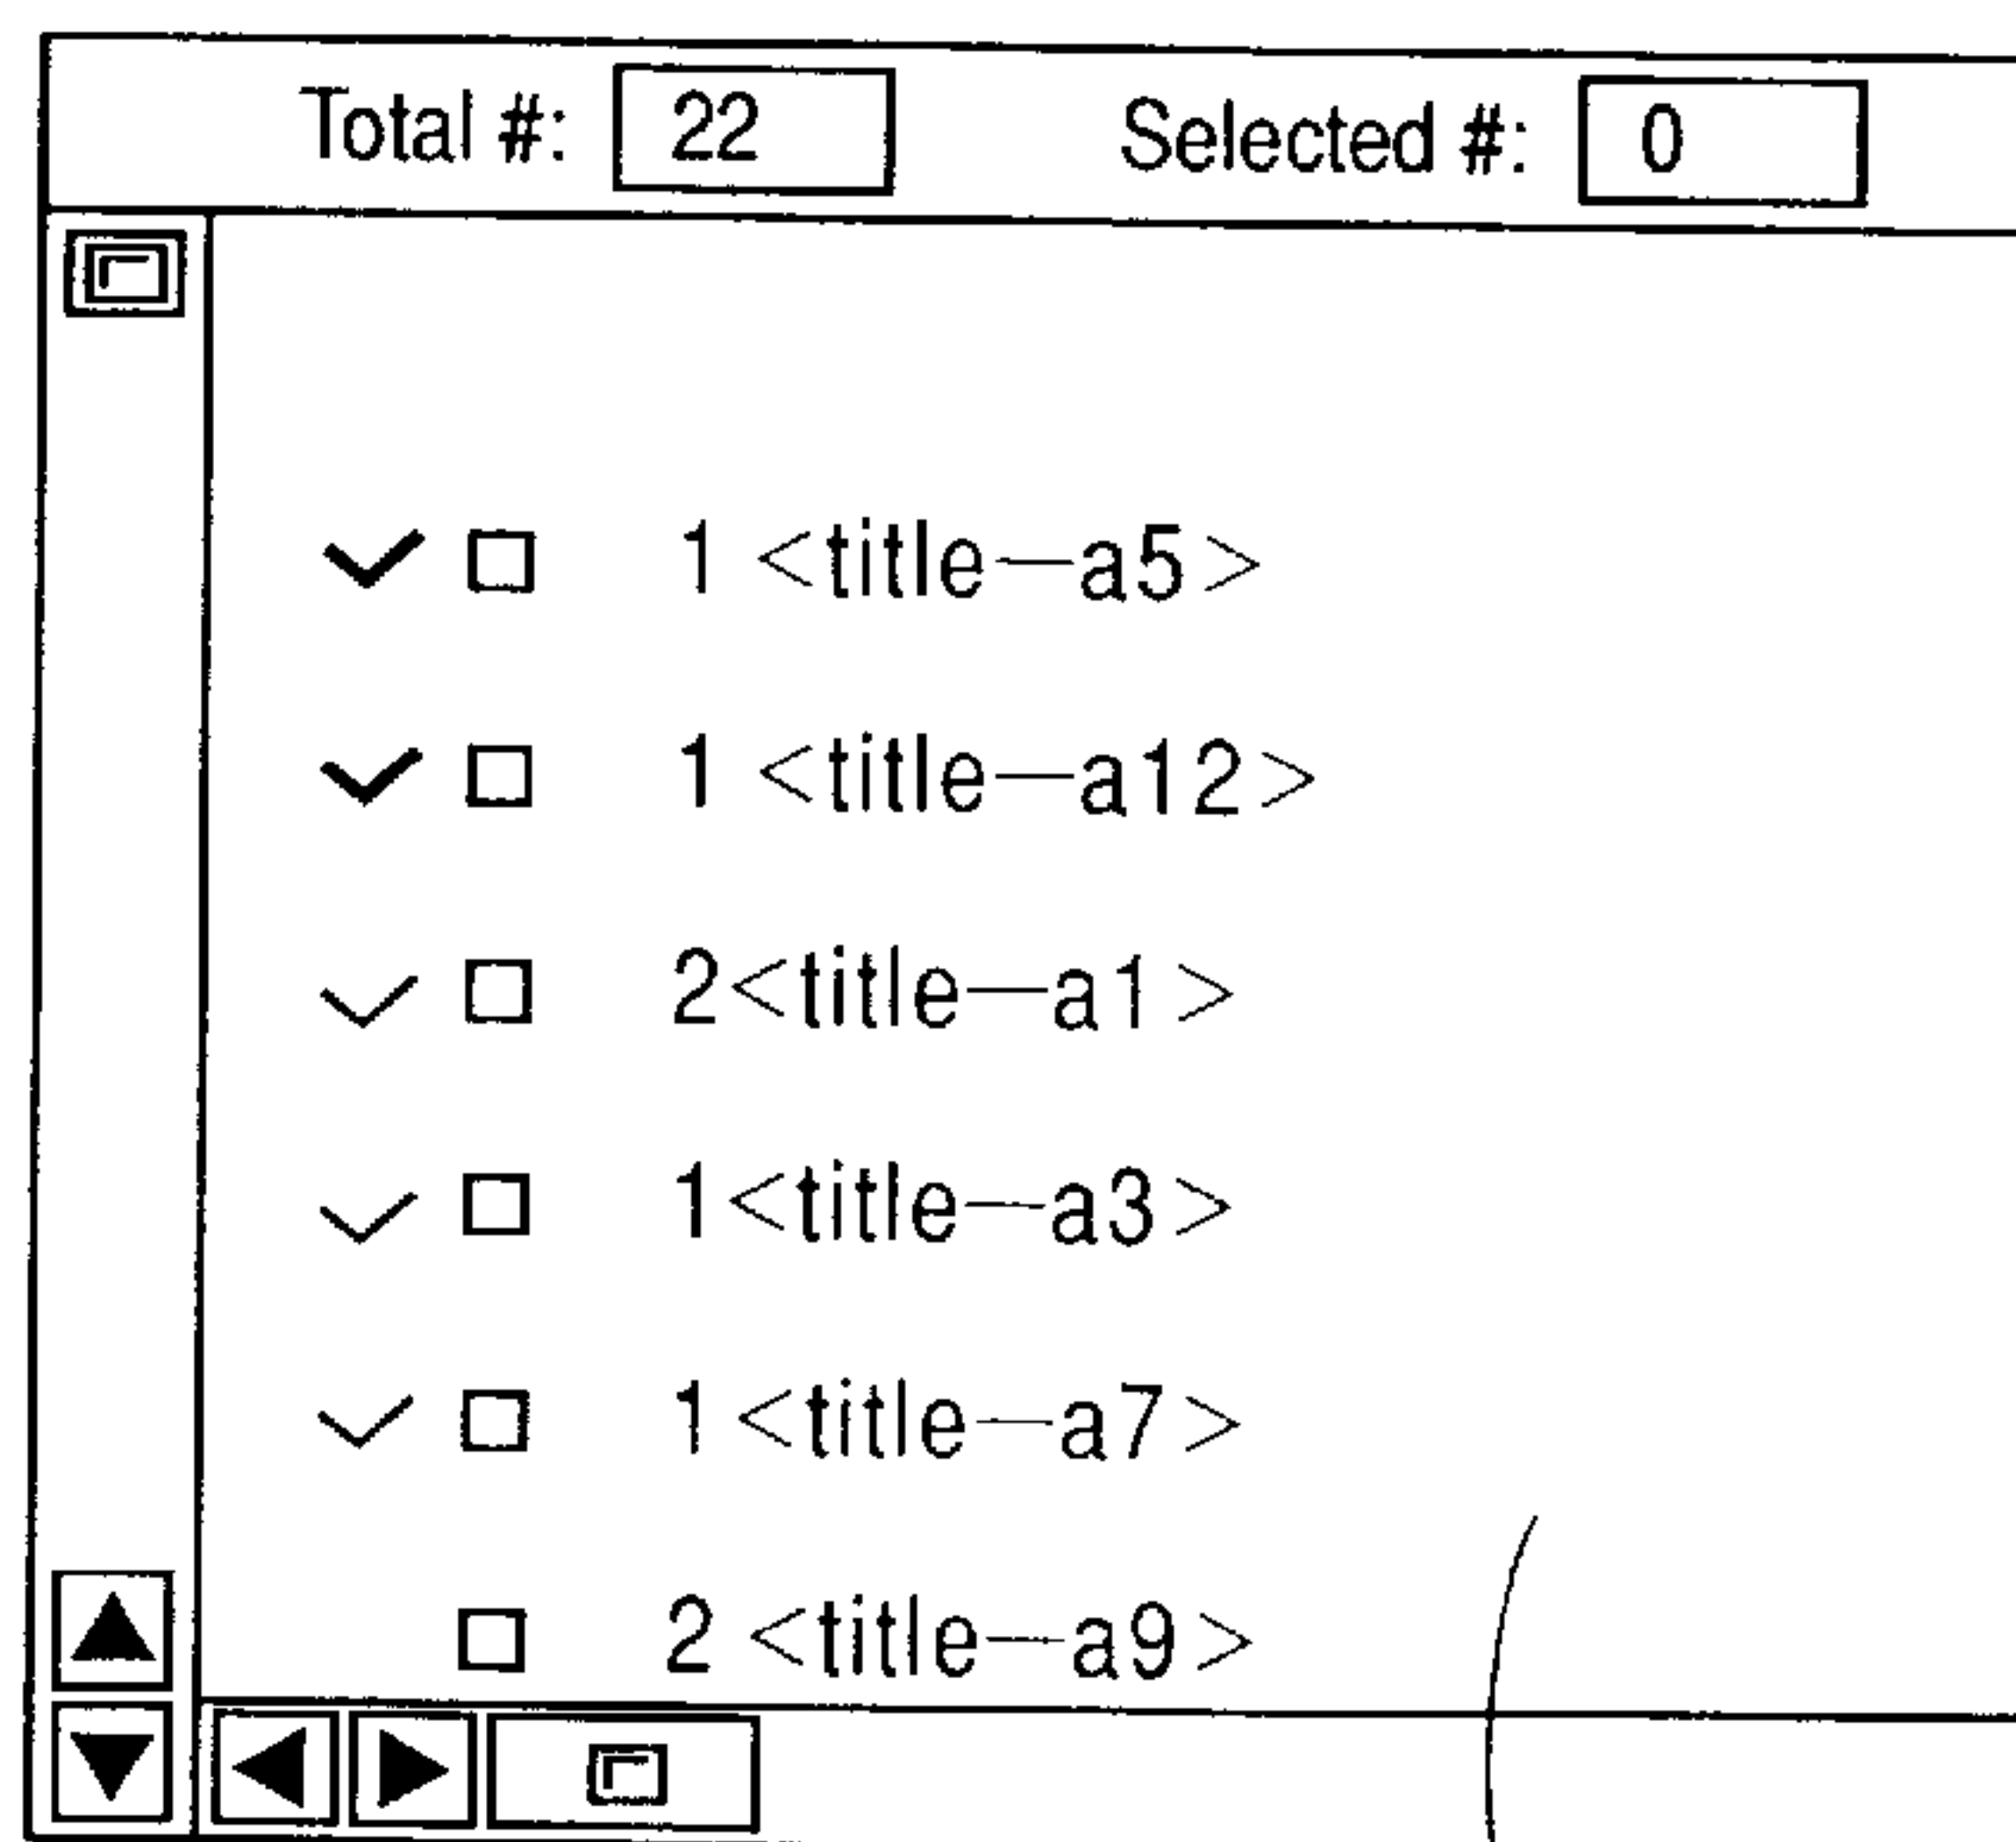 Total #: 22 Selected #: 0
1 <title—a5>
1 <title—a12>
2<title—a1>
1<title—a3>
1<title—a7>
2 <title—a9>